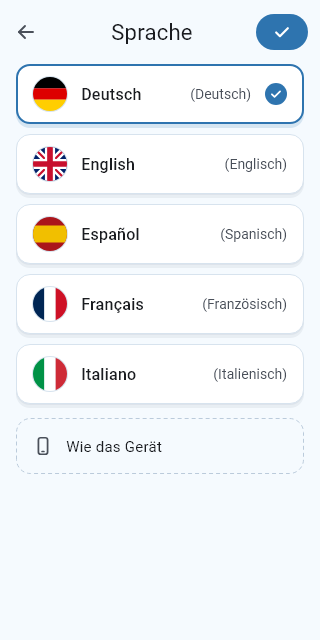 Sprache
Deutsch (Deutsch)
English (Englisch)
Español (Spanisch)
Français (Französisch)
Italiano (Italienisch)
Wie das Gerät